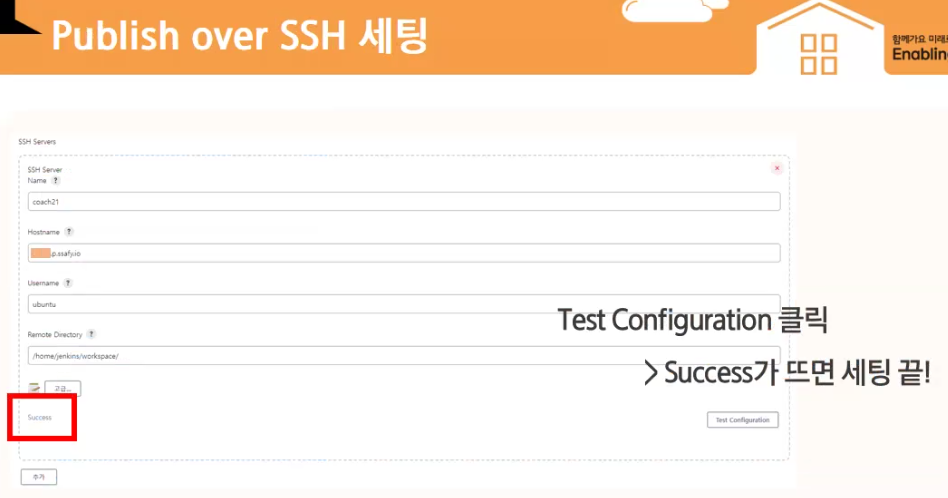 Publish over SSH 세팅
함께가요 미래로
Enabling
SSH Servers
SSH Server
Name ?
coach21
Hostname ?
.p.ssafy.io
Username ?
ubuntu
Remote Directory ?
/home/jenkins/workspace/
고급...
Success
Test Configuration
추가
Test Configuration 클릭
> Success가 뜨면 세팅 끝!